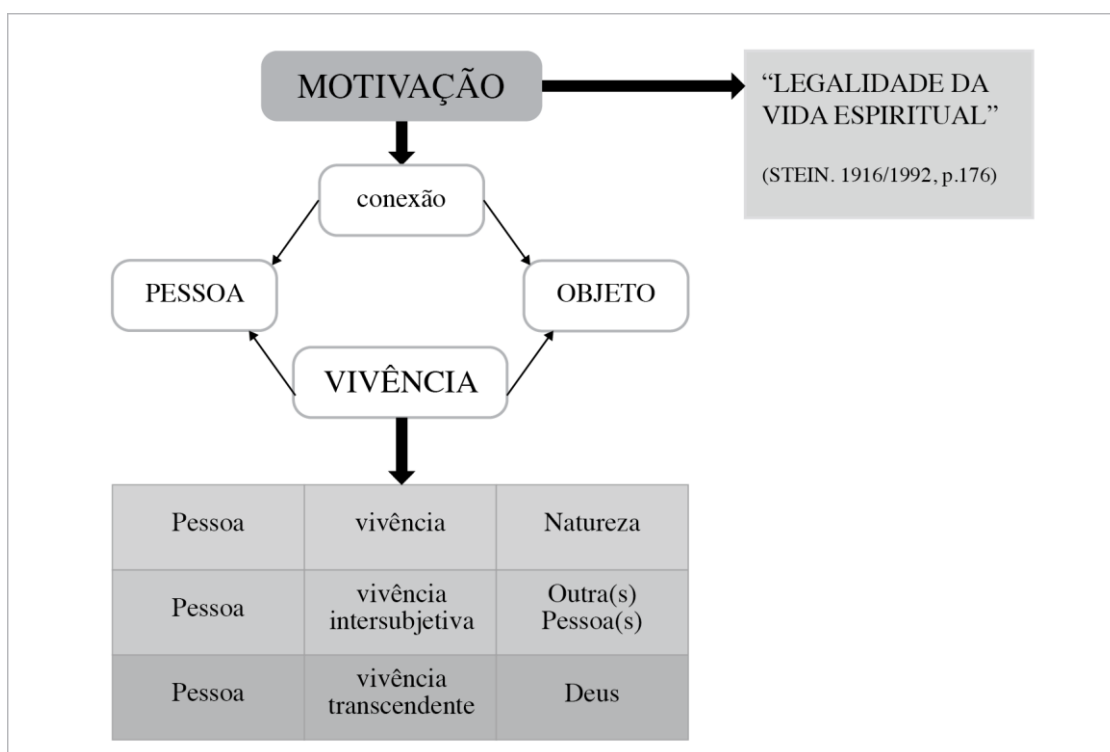 MOTIVAÇÃO
“LEGALIDADE DA
VIDA ESPIRITUAL”
(STEIN. 1916/1992, p.176)
conexão
PESSOA
OBJETO
VIVÊNCIA
Pessoa
vivência
Natureza
Pessoa
vivência
intersubjetiva
Outra(s)
Pessoa(s)
Pessoa
vivência
transcendente
Deus